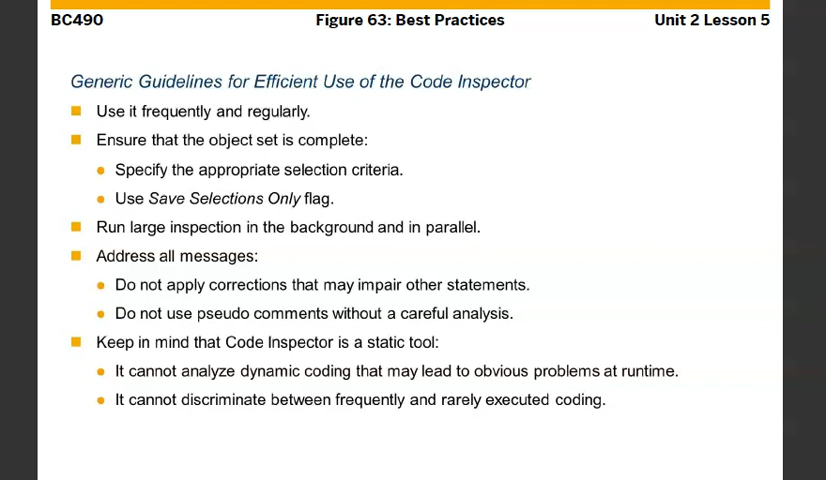 BC490 Figure 63: Best Practices Unit 2 Lesson 5
Generic Guidelines for Efficient Use of the Code Inspector
Use it frequently and regularly.
Ensure that the object set is complete:
Specify the appropriate selection criteria.
Use Save Selections Only flag.
Run large inspection in the background and in parallel.
Address all messages:
Do not apply corrections that may impair other statements.
Do not use pseudo comments without a careful analysis.
Keep in mind that Code Inspector is a static tool:
It cannot analyze dynamic coding that may lead to obvious problems at runtime.
It cannot discriminate between frequently and rarely executed coding.